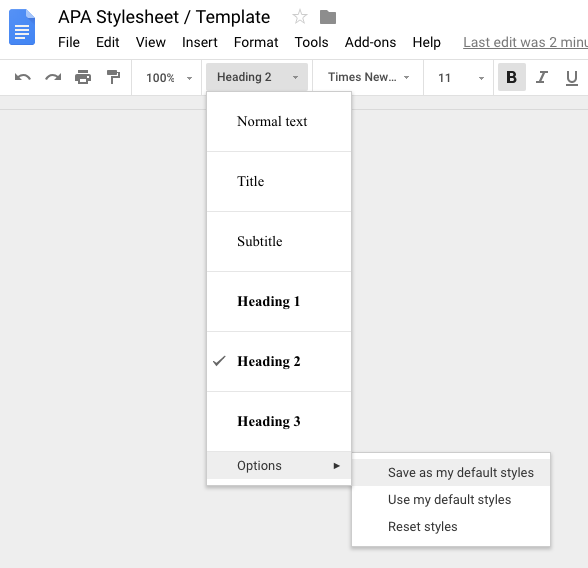 APA Stylesheet / Template
File Edit View Insert Format Tools Add-ons Help Last edit was 2 minu
100% Heading 2 Times New... 11 B I U
Normal text
Title
Subtitle
Heading 1
Heading 2
Heading 3
Options
Save as my default styles
Use my default styles
Reset styles